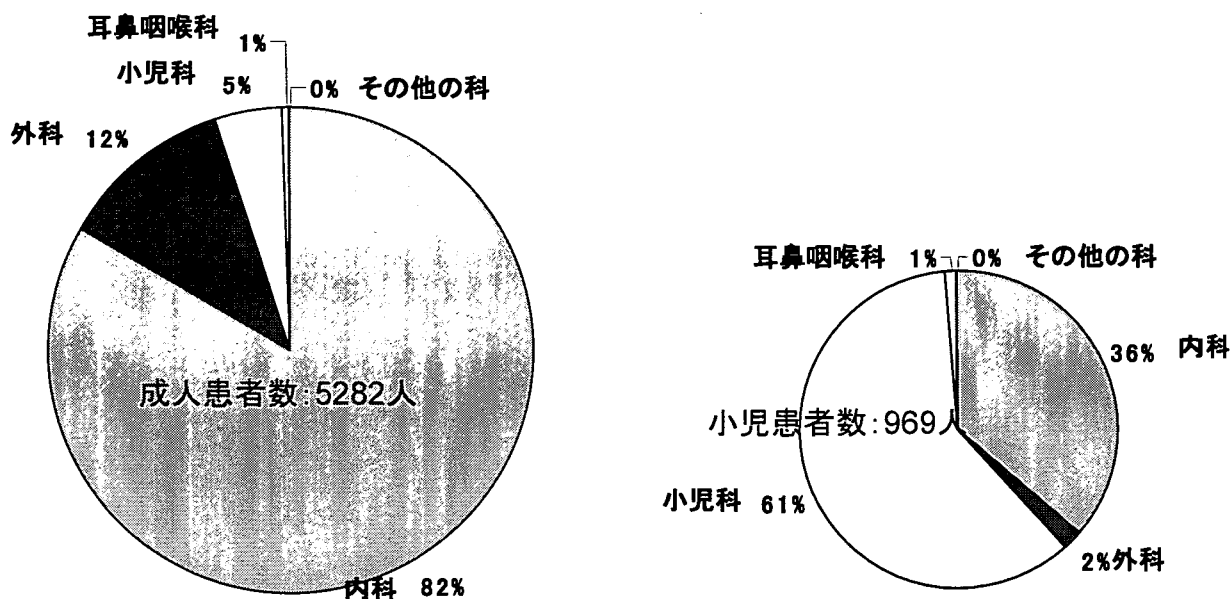 耳鼻咽喉科 1%
小児科 5%
0% その他の科
外科 12%
成人患者数:5282人
内科 82%
耳鼻咽喉科 1%
0% その他の科
36% 内科
小児患者数:969人
小児科 61%
2%外科